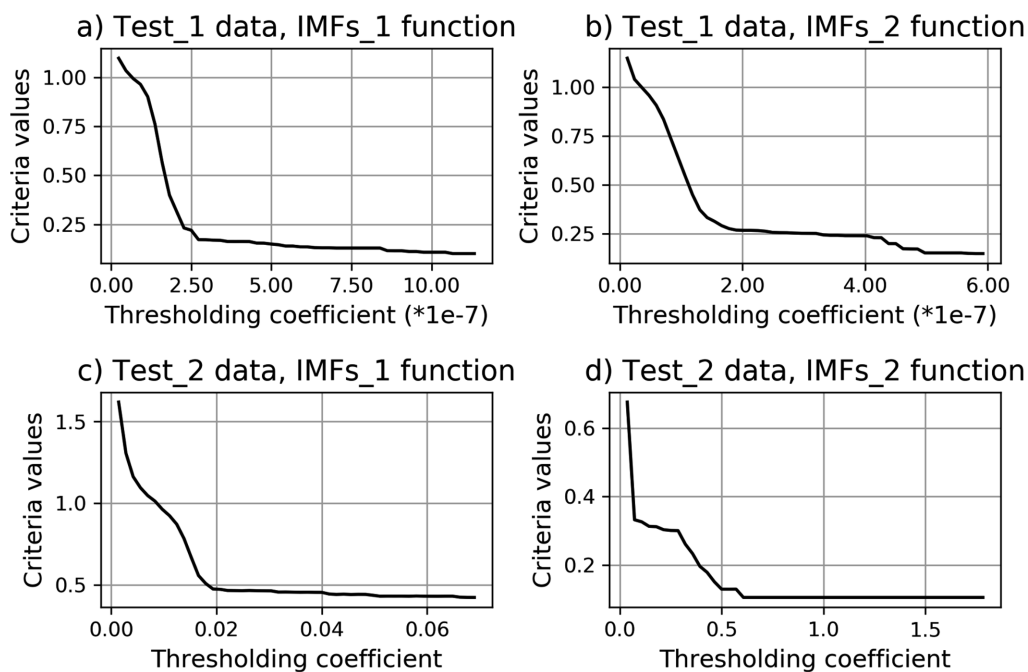 a) Test_1 data, IMFs_1 function
Criteria values
1.00
0.75
0.50
0.25
0.00 2.50 5.00 7.50 10.00
Thresholding coefficient (*1e-7)
b) Test_1 data, IMFs_2 function
Criteria values
1.00
0.75
0.50
0.25
0.00 2.00 4.00 6.00
Thresholding coefficient (*1e-7)
c) Test_2 data, IMFs_1 function
Criteria values
1.5
1.0
0.5
0.00 0.02 0.04 0.06
Thresholding coefficient
d) Test_2 data, IMFs_2 function
Criteria values
0.6
0.4
0.2
0.0 0.5 1.0 1.5
Thresholding coefficient